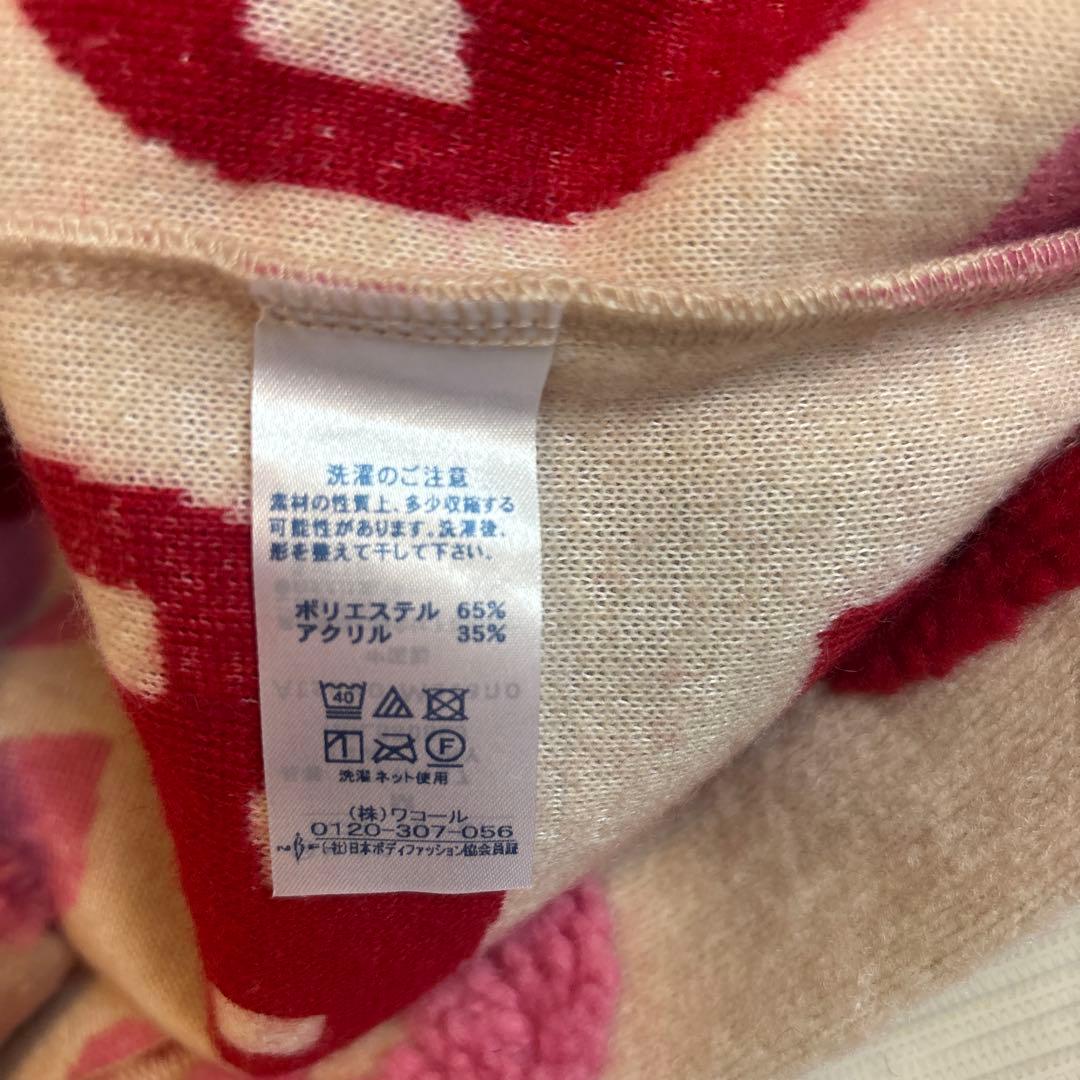 洗濯のご注意
素材の性質上、多少収縮する
可能性があります。洗濯後、
形を整えて干して下さい。
ポリエステル 65%
アクリル 35%
40
F
洗濯ネット使用
(株)ワコール
0120-307-056
(一社)日本ボディファッション協会員証